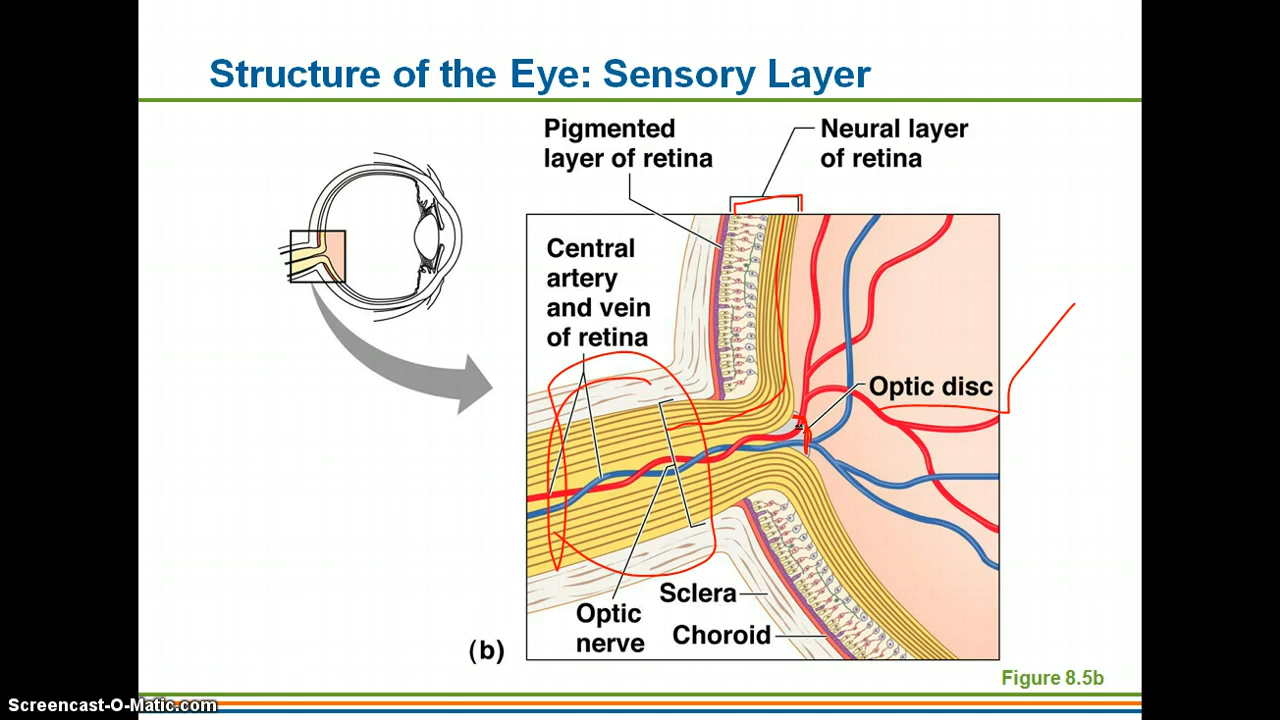 Structure of the Eye: Sensory Layer
Pigmented
layer of retina
Neural layer
of retina
Central
artery
and vein
of retina
Optic disc
Sclera
Optic
nerve
Choroid
(b)
Figure 8.5b
Screencast-O-Matic.com